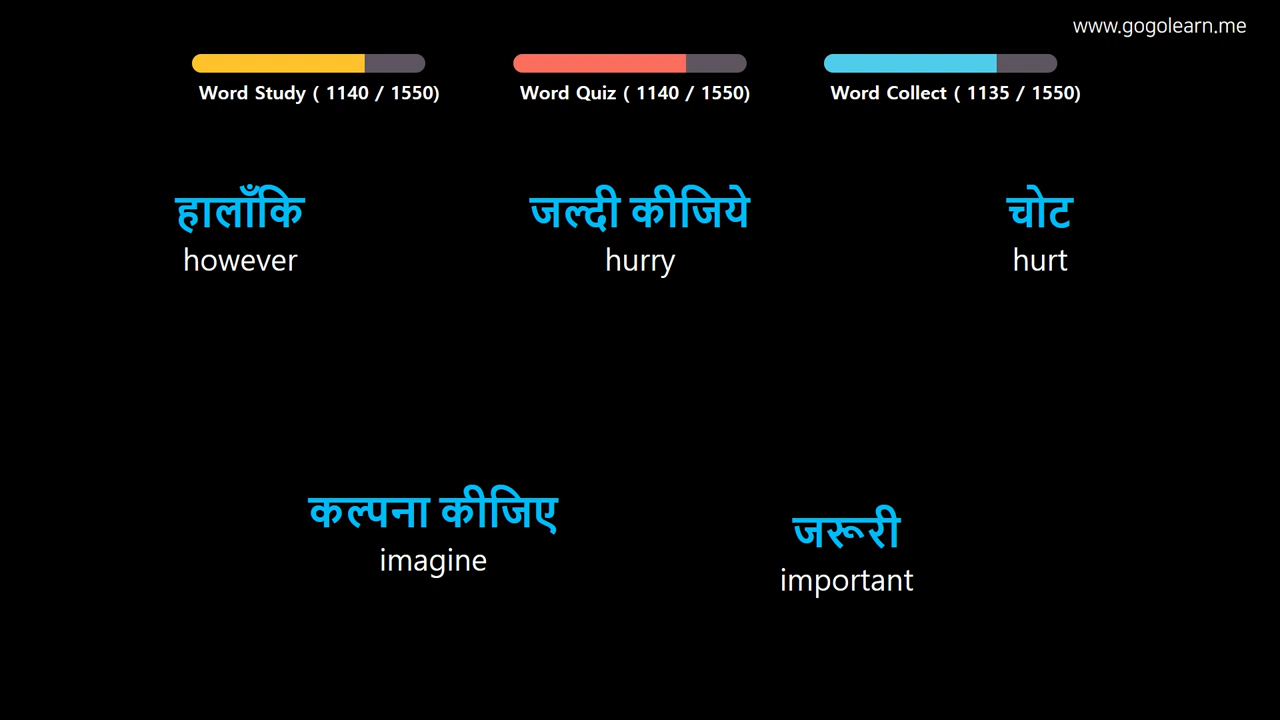 www.gogolearn.me
Word Study ( 1140 / 1550)
Word Quiz ( 1140 / 1550)
Word Collect ( 1135 / 1550)
हालाँकि
however
जल्दी कीजिये
hurry
चोट
hurt
कल्पना कीजिए
imagine
जरूरी
important